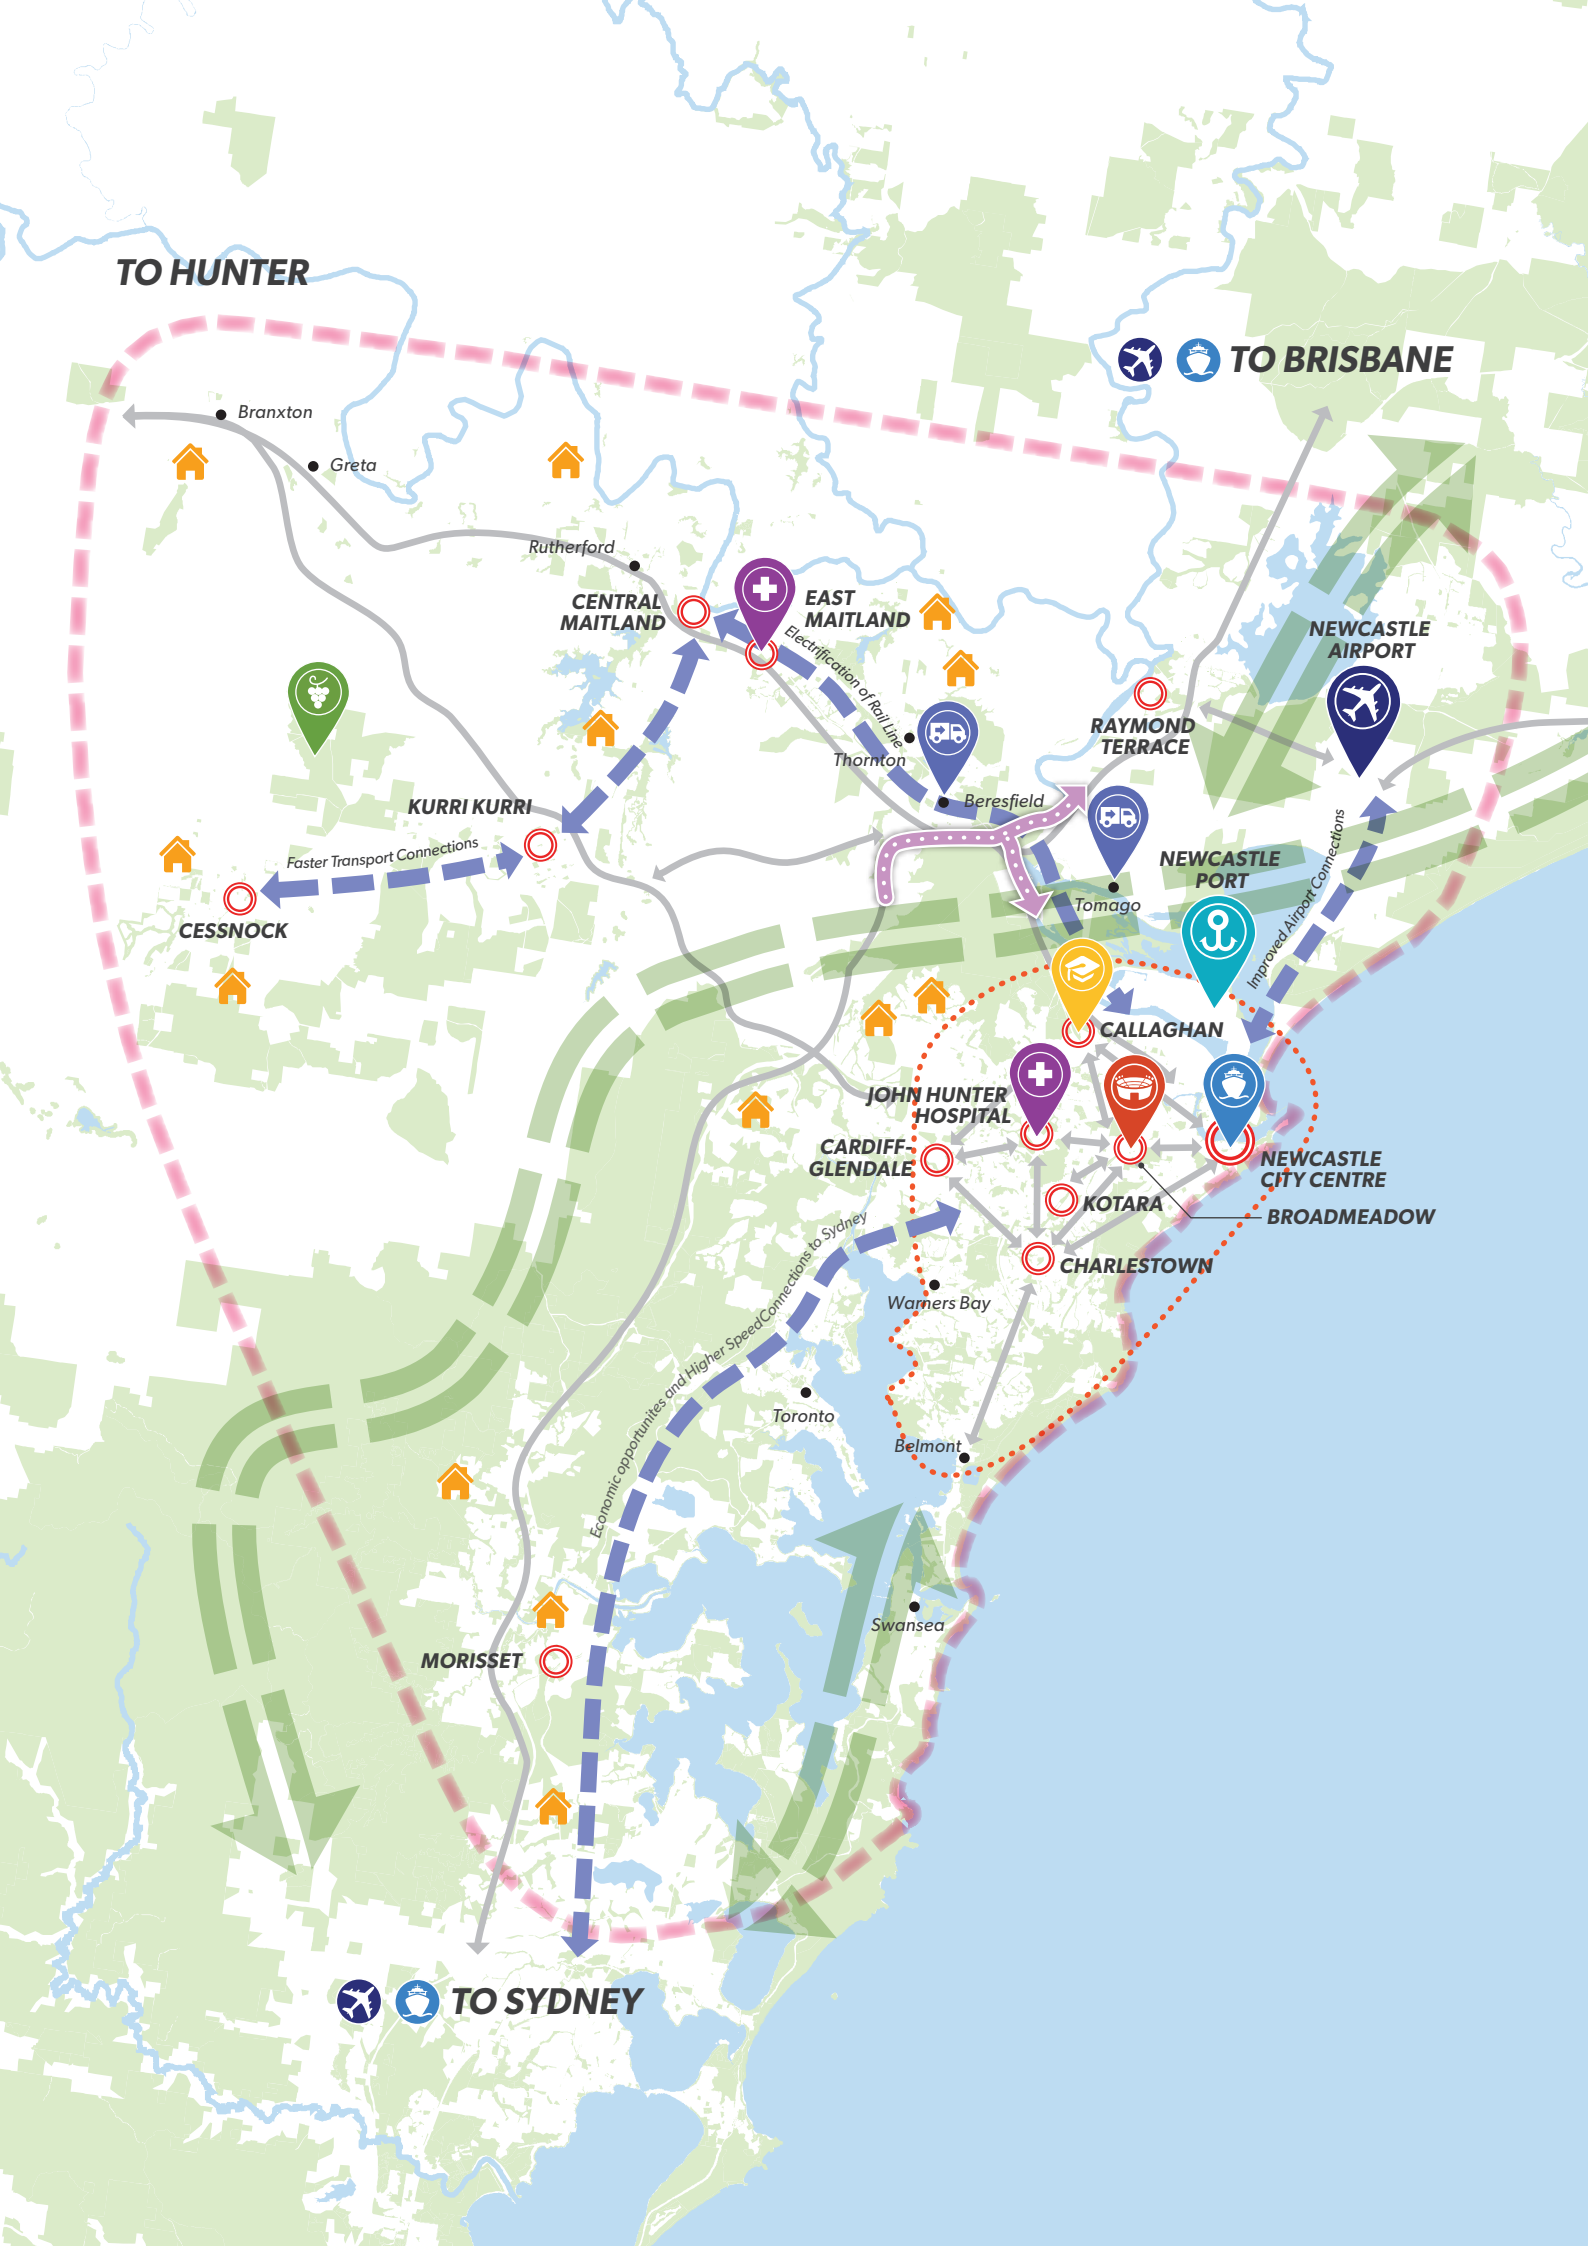 TO HUNTER
TO BRISBANE
Branxton
Greta
Rutherford
CENTRAL
MAITLAND
EAST
MAITLAND
Electrification of Rail Line
NEWCASTLE
AIRPORT
RAYMOND
TERRACE
Thornton
Beresfield
KURRI KURRI
Faster Transport Connections
CESSNOCK
NEWCASTLE
PORT
Tomago
Improved Airport Connections
CALLAGHAN
JOHN HUNTER
HOSPITAL
CARDIFF-
GLENDALE
NEWCASTLE
CITY CENTRE
KOTARA
BROADMEADOW
CHARLESTOWN
Warners Bay
Economic opportunites and Higher SpeedConnections to Sydney
Toronto
Belmont
Swansea
MORISSET
TO SYDNEY